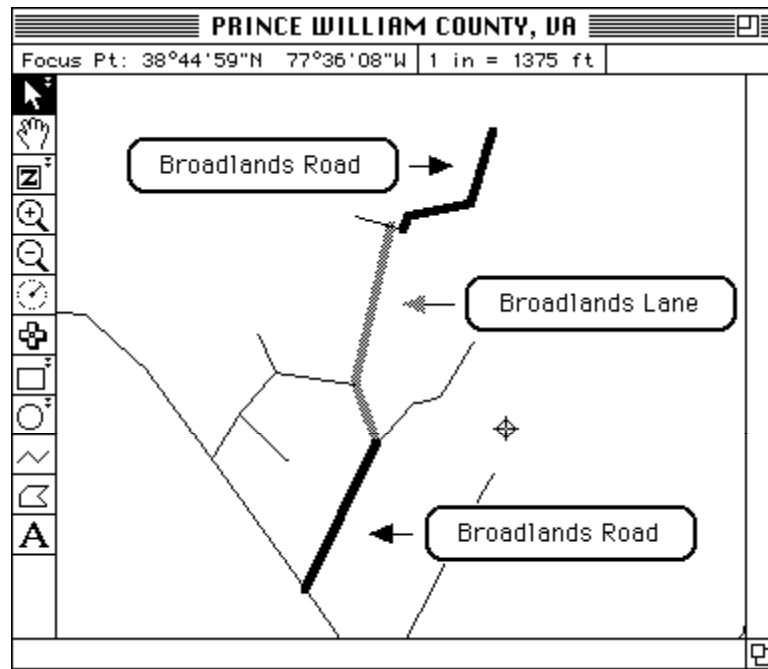 PRINCE WILLIAM COUNTY, VA
Focus Pt: 38°44'59"N 77°36'08"W 1 in = 1375 ft
Z
A
Broadlands Road
Broadlands Lane
Broadlands Road